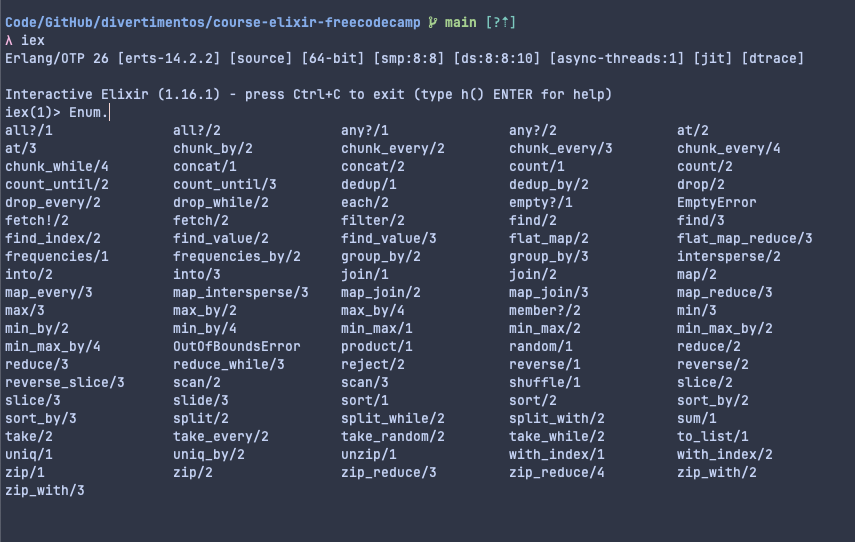 Code/GitHub/divertimentos/course-elixir-freecodecamp main [?⇡]
λ iex
Erlang/OTP 26 [erts-14.2.2] [source] [64-bit] [smp:8:8] [ds:8:8:10] [async-threads:1] [jit] [dtrace]
Interactive Elixir (1.16.1) - press Ctrl+C to exit (type h() ENTER for help)
iex(1)> Enum.
all?/1 all?/2 any?/1 any?/2 at/2
at/3 chunk_by/2 chunk_every/2 chunk_every/3 chunk_every/4
chunk_while/4 concat/1 concat/2 count/1 count/2
count_until/2 count_until/3 dedup/1 dedup_by/2 drop/2
drop_every/2 drop_while/2 each/2 empty?/1 EmptyError
fetch!/2 fetch/2 filter/2 find/2 find/3
find_index/2 find_value/2 find_value/3 flat_map/2 flat_map_reduce/3
frequencies/1 frequencies_by/2 group_by/2 group_by/3 intersperse/2
into/2 into/3 join/1 join/2 map/2
map_every/3 map_intersperse/3 map_join/2 map_join/3 map_reduce/3
max/3 max_by/2 max_by/4 member?/2 min/3
min_by/2 min_by/4 min_max/1 min_max/2 min_max_by/2
min_max_by/4 OutOfBoundsError product/1 random/1 reduce/2
reduce/3 reduce_while/3 reject/2 reverse/1 reverse/2
reverse_slice/3 scan/2 scan/3 shuffle/1 slice/2
slice/3 slide/3 sort/1 sort/2 sort_by/2
sort_by/3 split/2 split_while/2 split_with/2 sum/1
take/2 take_every/2 take_random/2 take_while/2 to_list/1
uniq/1 uniq_by/2 unzip/1 with_index/1 with_index/2
zip/1 zip/2 zip_reduce/3 zip_reduce/4 zip_with/2
zip_with/3